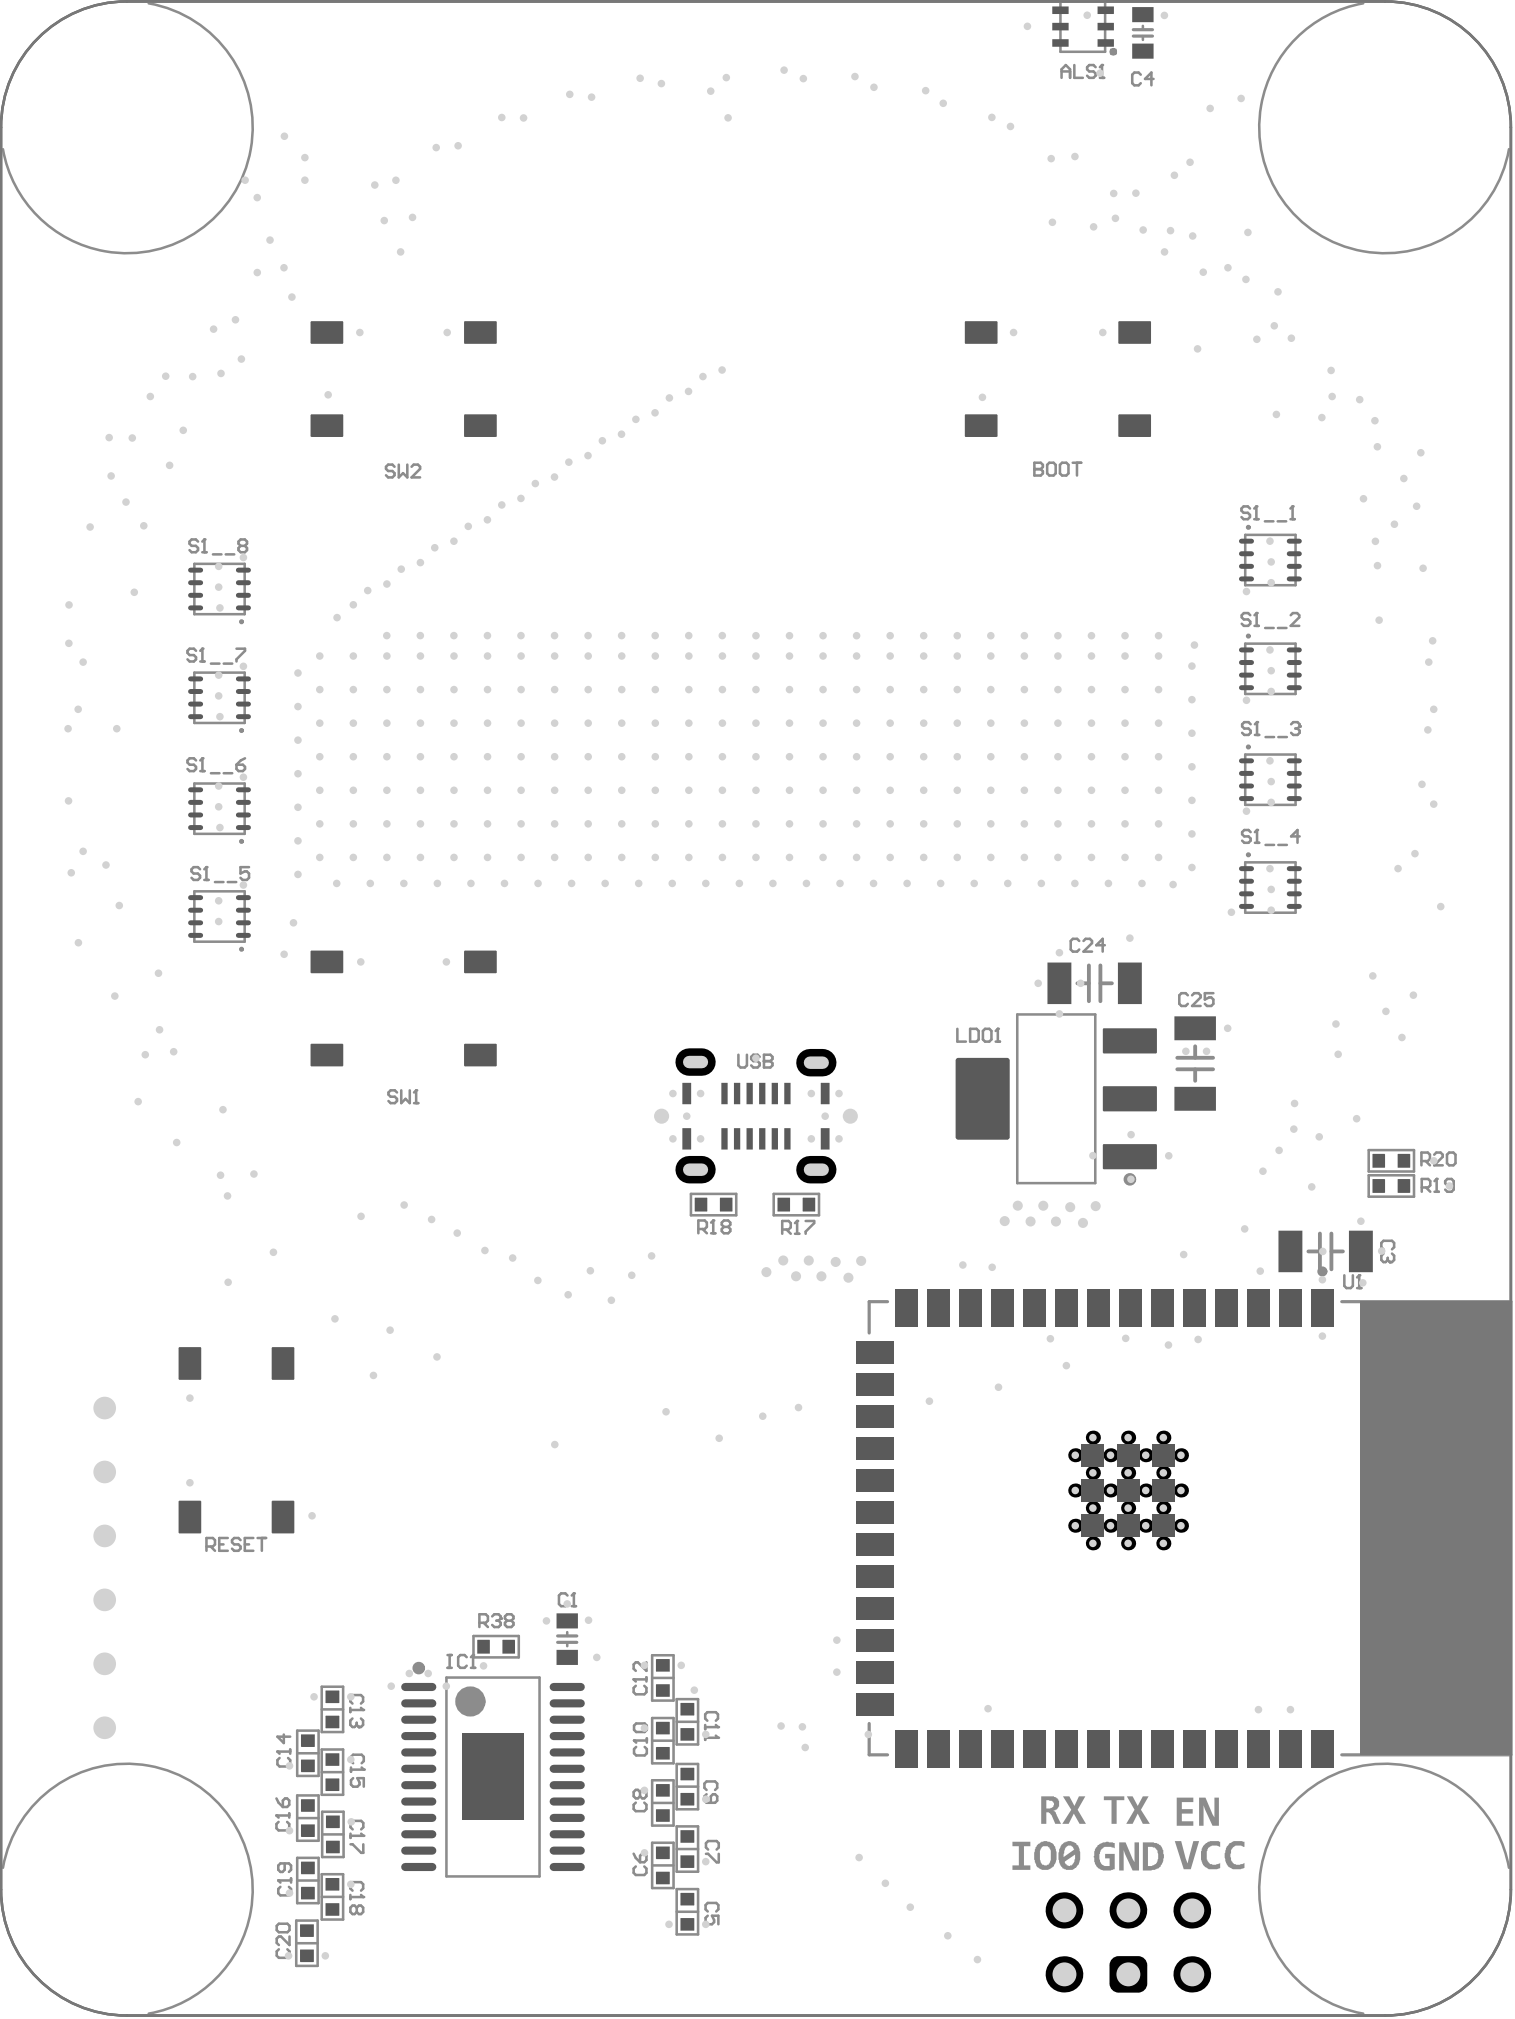 ALS1
C4
SW2
BOOT
S1__1
S1__8
S1__2
S1__7
S1__3
S1__6
S1__4
S1__5
C24
C25
LDO1
USB
SW1
R20
R19
R18
R17
C3
U1
RESET
C1
R38
IC1
C12
C13
C11
C10
C14
C15
C9
C8
C16
RX TX EN
C17
C7
IO0 GND VCC
C6
C19
C18
C5
C20